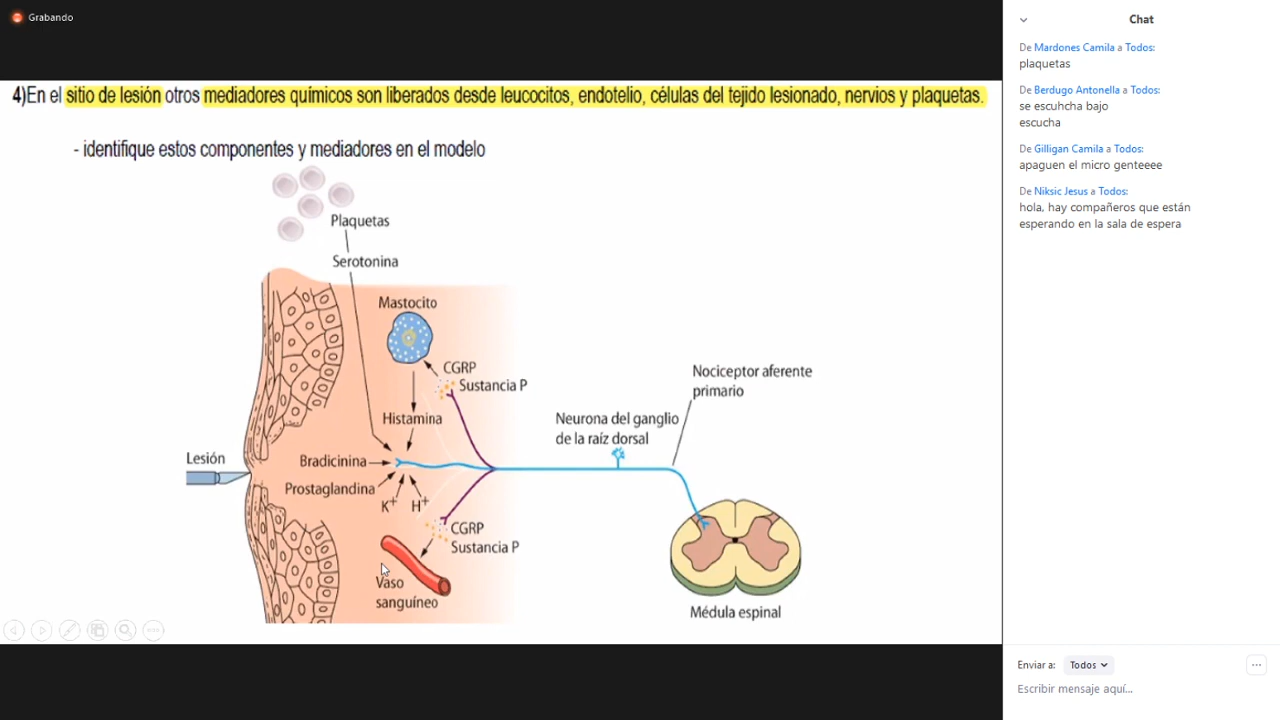 Grabando
4)En el sitio de lesión otros mediadores químicos son liberados desde leucocitos, endotelio, células del tejido lesionado, nervios y plaquetas.
- identifique estos componentes y mediadores en el modelo
Plaquetas
Serotonina
Mastocito
CGRP
Sustancia P
Histamina
Lesión
Bradicinina
Prostaglandina
K+ H+
CGRP
Sustancia P
Vaso
sanguíneo
Neurona del ganglio
de la raíz dorsal
Nociceptor aferente
primario
Médula espinal
Chat
De Mardones Camila a Todos:
plaquetas
De Berdugo Antonella a Todos:
se escuhcha bajo
escucha
De Gilligan Camila a Todos:
apaguen el micro genteeee
De Niksic Jesus a Todos:
hola, hay compañeros que están
esperando en la sala de espera
Enviar a: Todos
Escribir mensaje aquí...